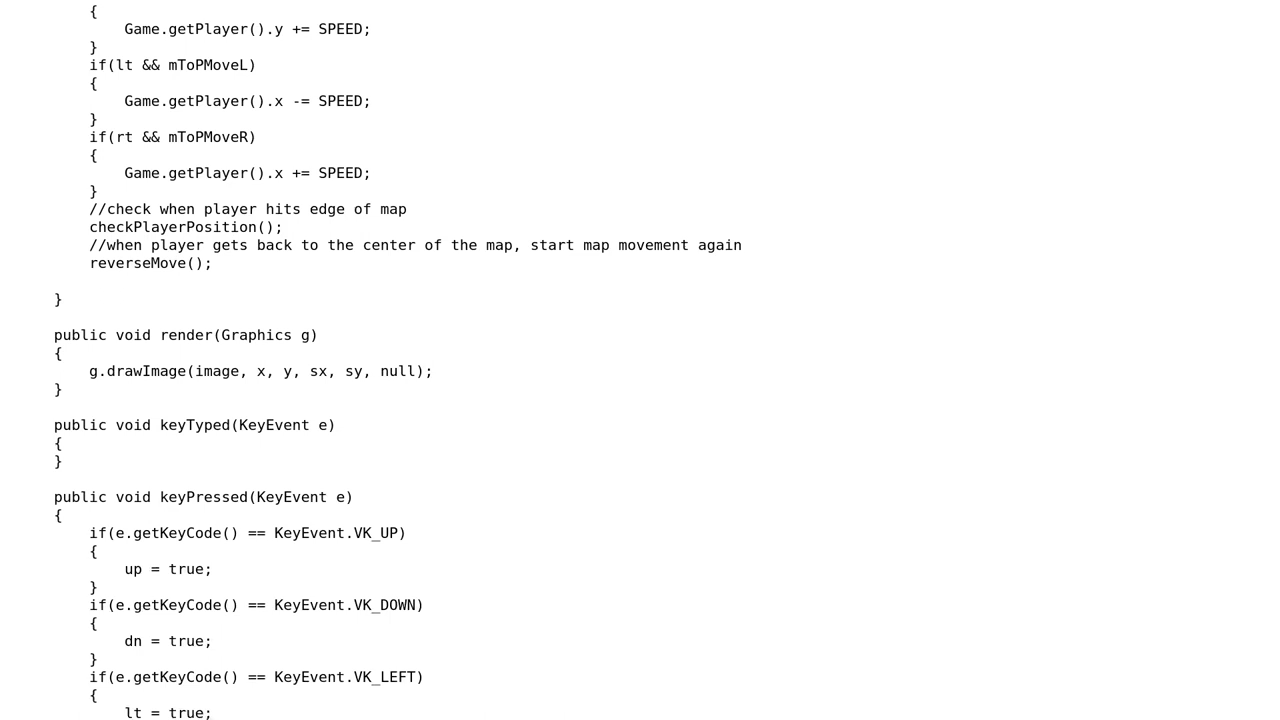 {
        Game.getPlayer().y += SPEED;
    }
    if(lt && mToPMoveL)
    {
        Game.getPlayer().x -= SPEED;
    }
    if(rt && mToPMoveR)
    {
        Game.getPlayer().x += SPEED;
    }
    //check when player hits edge of map
    checkPlayerPosition();
    //when player gets back to the center of the map, start map movement again
    reverseMove();

}

public void render(Graphics g)
{
    g.drawImage(image, x, y, sx, sy, null);
}

public void keyTyped(KeyEvent e)
{
}

public void keyPressed(KeyEvent e)
{
    if(e.getKeyCode() == KeyEvent.VK_UP)
    {
        up = true;
    }
    if(e.getKeyCode() == KeyEvent.VK_DOWN)
    {
        dn = true;
    }
    if(e.getKeyCode() == KeyEvent.VK_LEFT)
    {
        lt = true;